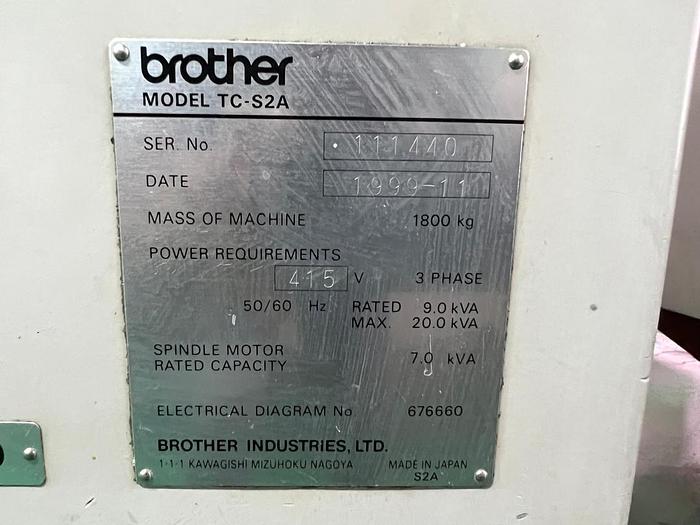 brother
MODEL TC-S2A
SER. No. 111440
DATE 1999-11
MASS OF MACHINE 1800 kg
POWER REQUIREMENTS
415 V 3 PHASE
50/60 Hz RATED 9.0 kVA
MAX. 20.0 kVA
SPINDLE MOTOR
RATED CAPACITY 7.0 kVA
ELECTRICAL DIAGRAM No 676660
BROTHER INDUSTRIES, LTD.
1-1-1 KAWAGISHI MIZUHOKU NAGOYA MADE IN JAPAN
S2A